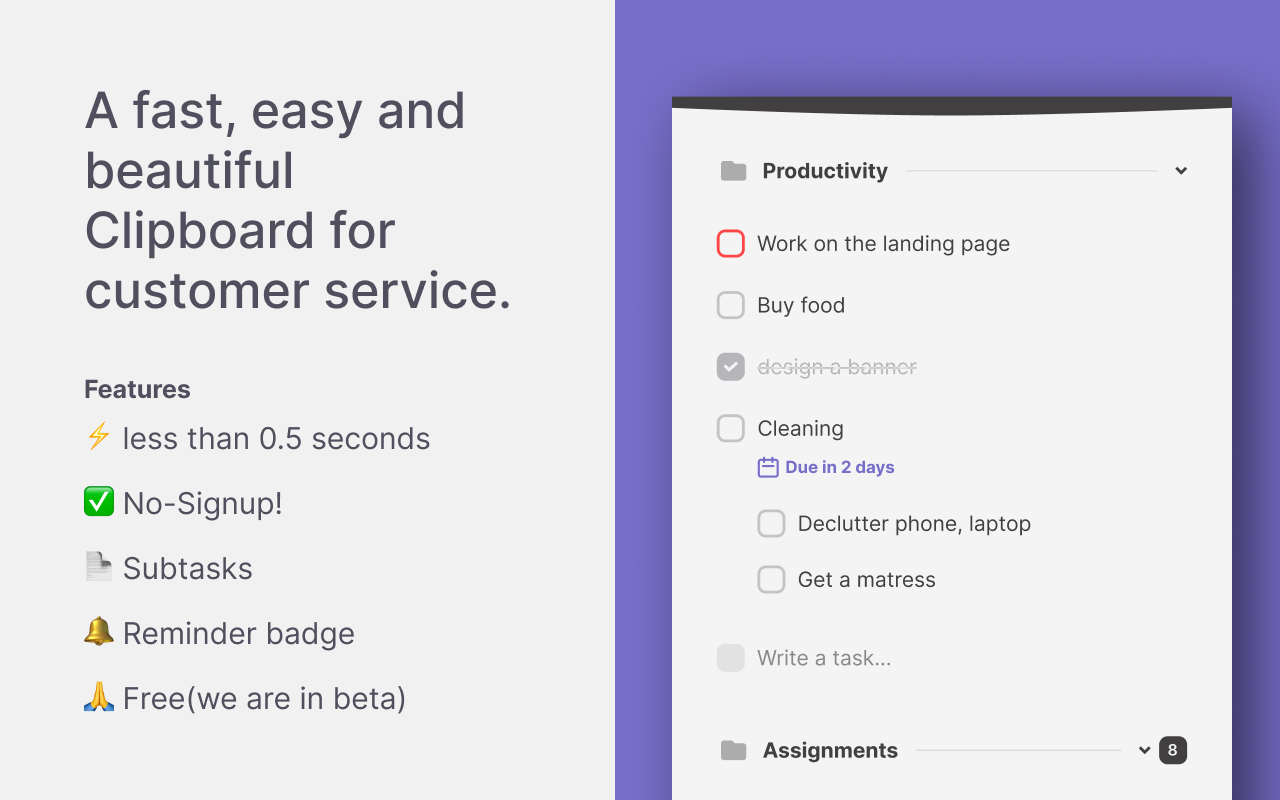 A fast, easy and
beautiful
Clipboard for
customer service.
Features
⚡ less than 0.5 seconds
✅ No-Signup!
📄 Subtasks
🔔 Reminder badge
🙏 Free(we are in beta)
Productivity
Work on the landing page
Buy food
design a banner
Cleaning
Due in 2 days
Declutter phone, laptop
Get a matress
Write a task...
Assignments 8